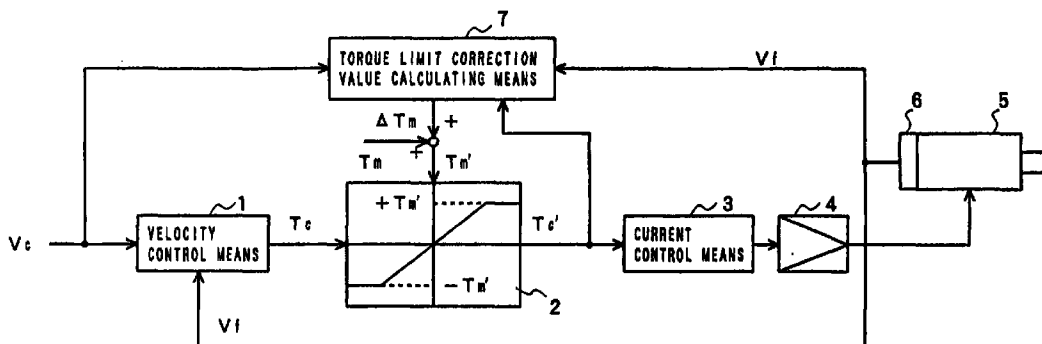 7
TORQUE LIMIT CORRECTION
VALUE CALCULATING MEANS
Vf
6
5
ΔTm
+
+
Tm
Tm'
1
+Tm'
3
4
Vc
VELOCITY
CONTROL MEANS
Tc
Tc'
CURRENT
CONTROL MEANS
-Tm'
2
Vf